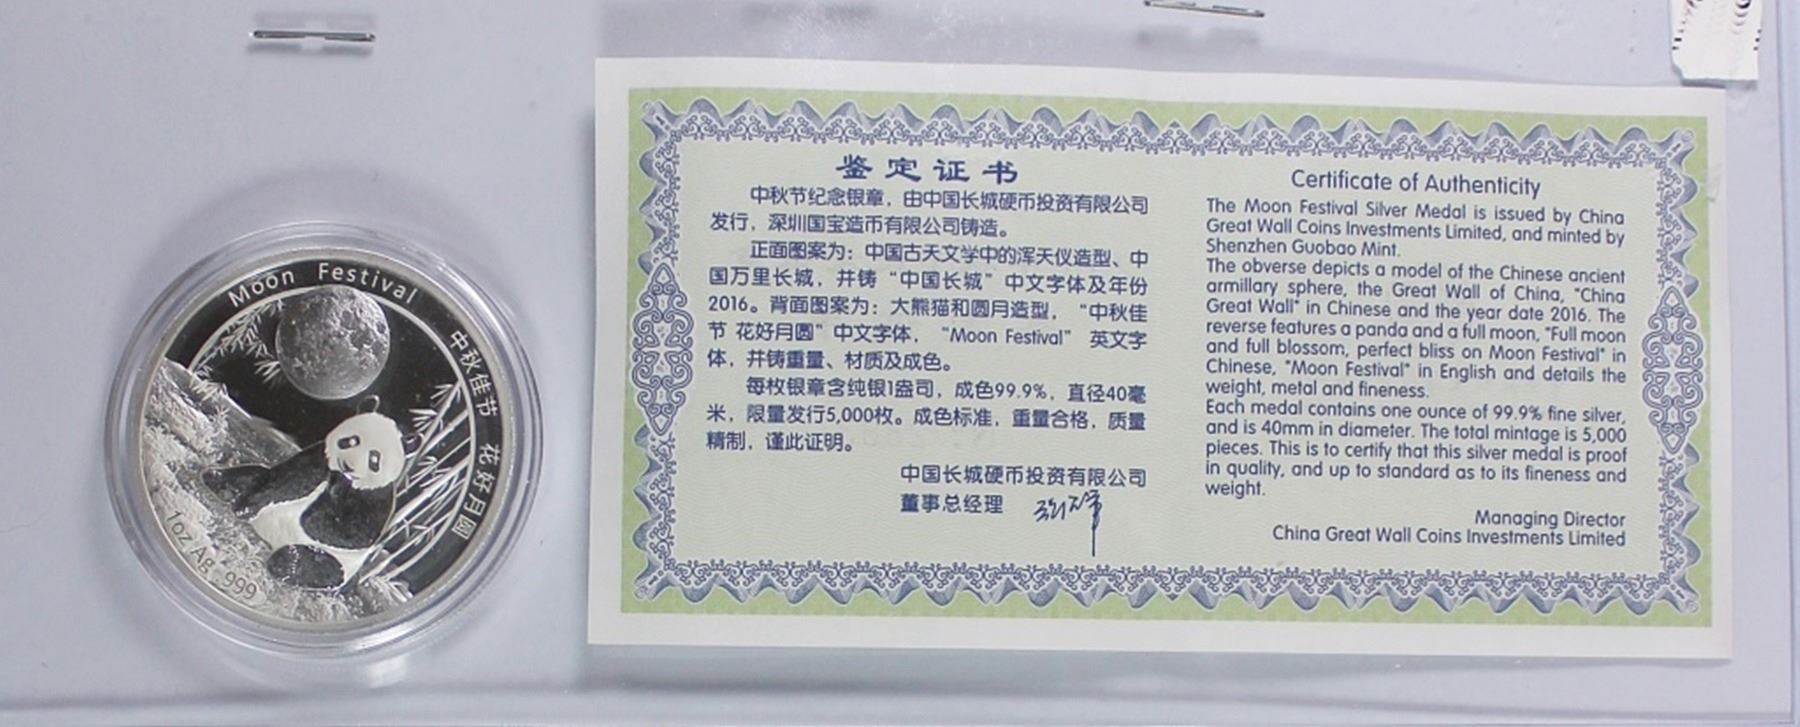 Moon Festival
中秋佳节 花好月圆
1oz Ag .999
鉴定证书
中秋节纪念银章，由中国长城硬币投资有限公司
发行，深圳国宝造币有限公司铸造。
正面图案为：中国古天文学中的浑天仪造型、中
国万里长城，并铸“中国长城”中文字体及年份
2016。背面图案为：大熊猫和圆月造型，“中秋佳
节 花好月圆”中文字体，“Moon Festival”英文字
体，并铸重量、材质及成色。
每枚银章含纯银1盎司，成色99.9%，直径40毫
米，限量发行5,000枚。成色标准，重量合格，质量
精制，谨此证明。
中国长城硬币投资有限公司
董事总经理
Certificate of Authenticity
The Moon Festival Silver Medal is issued by China
Great Wall Coins Investments Limited, and minted by
Shenzhen Guobao Mint.
The obverse depicts a model of the Chinese ancient
armillary sphere, the Great Wall of China, "China
Great Wall" in Chinese and the year date 2016. The
reverse features a panda and a full moon, "Full moon
and full blossom, perfect bliss on Moon Festival" in
Chinese, "Moon Festival" in English and details the
weight, metal and fineness.
Each medal contains one ounce of 99.9% fine silver,
and is 40mm in diameter. The total mintage is 5,000
pieces. This is to certify that this silver medal is proof
in quality, and up to standard as to its fineness and
weight.
Managing Director
China Great Wall Coins Investments Limited